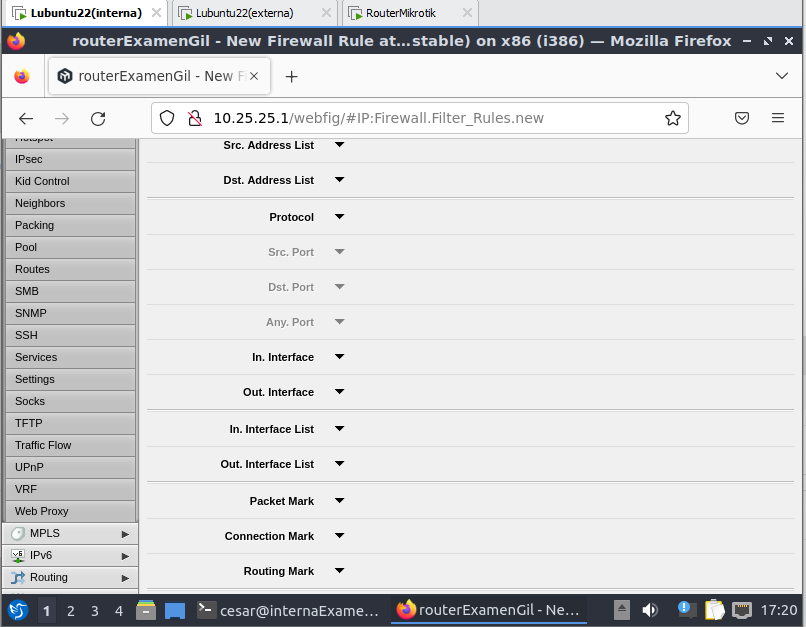 Lubuntu22(interna)
Lubuntu22(externa)
RouterMikrotik
routerExamenGil - New Firewall Rule at...stable) on x86 (i386) — Mozilla Firefox
routerExamenGil - New Fi
10.25.25.1/webfig/#IP:Firewall.Filter_Rules.new
Hotspot
Src. Address List
IPsec
Kid Control
Dst. Address List
Neighbors
Protocol
Packing
Pool
Src. Port
Routes
SMB
Dst. Port
SNMP
Any. Port
SSH
Services
In. Interface
Settings
Out. Interface
Socks
TFTP
In. Interface List
Traffic Flow
UPnP
Out. Interface List
VRF
Packet Mark
Web Proxy
MPLS
Connection Mark
IPv6
Routing
Routing Mark
1 2 3 4
cesar@internaExame...
routerExamenGil - Ne...
17:20